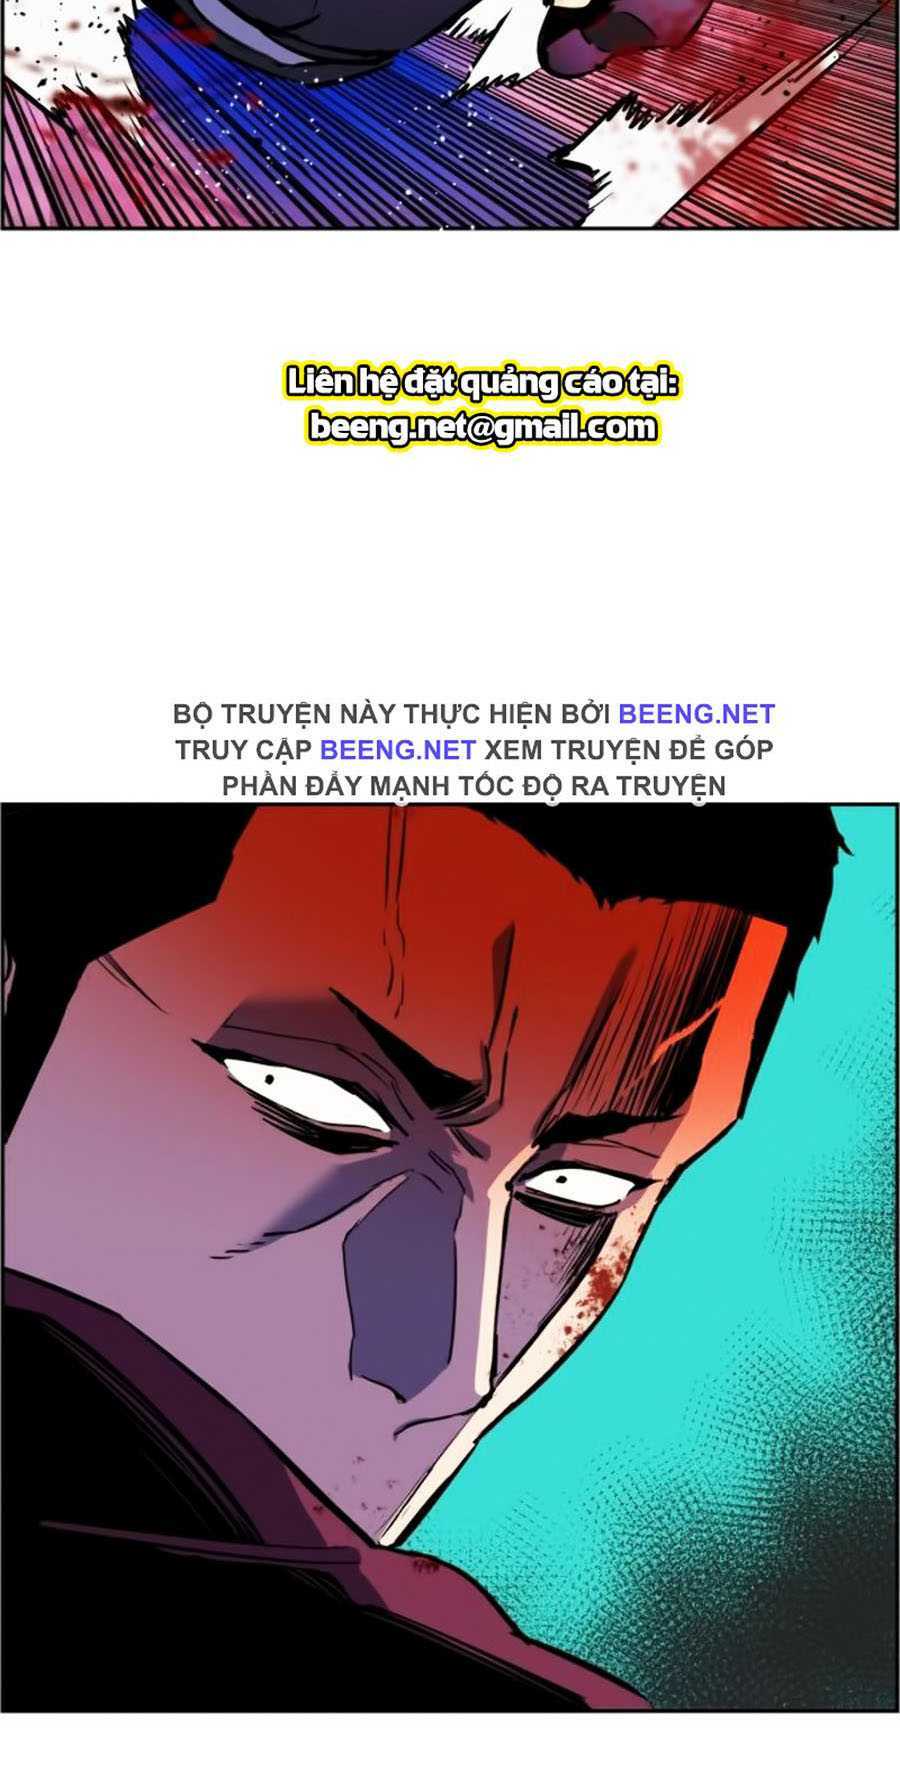 Liên hệ đặt quảng cáo tại:
beeng.net@gmail.com
BỘ TRUYỆN NÀY THỰC HIỆN BỞI BEENG.NET
TRUY CẬP BEENG.NET XEM TRUYỆN ĐỂ GÓP
PHẦN ĐẨY MẠNH TỐC ĐỘ RA TRUYỆN